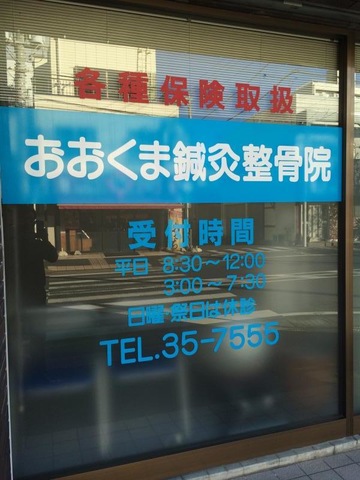 各種保険取扱
おおくま鍼灸整骨院
受付時間
平日 8:30～12:00
3:00～7:30
日曜・祭日は休診
TEL.35-7555